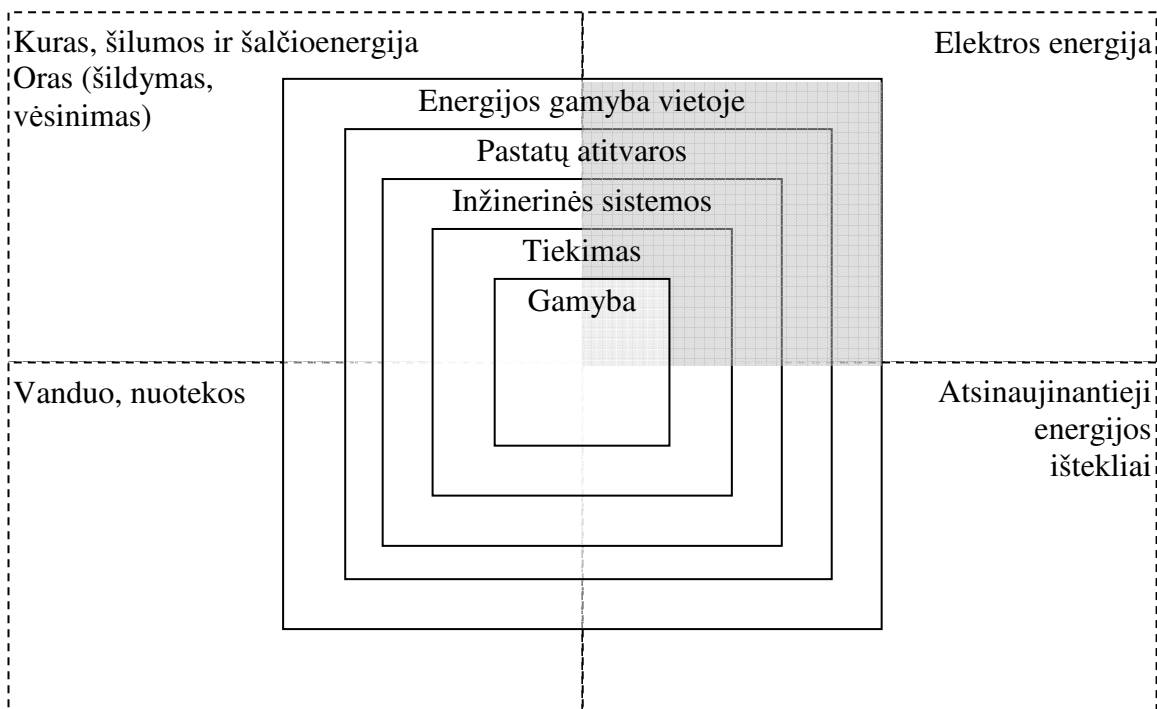 Kuras, šilumos ir šalčioenergija
Oras (šildymas,
vėsinimas)
Elektros energija
Energijos gamyba vietoje
Pastatų atitvaros
Inžinerinės sistemos
Tiekimas
Gamyba
Vanduo, nuotekos
Atsinaujinantieji
energijos
ištekliai